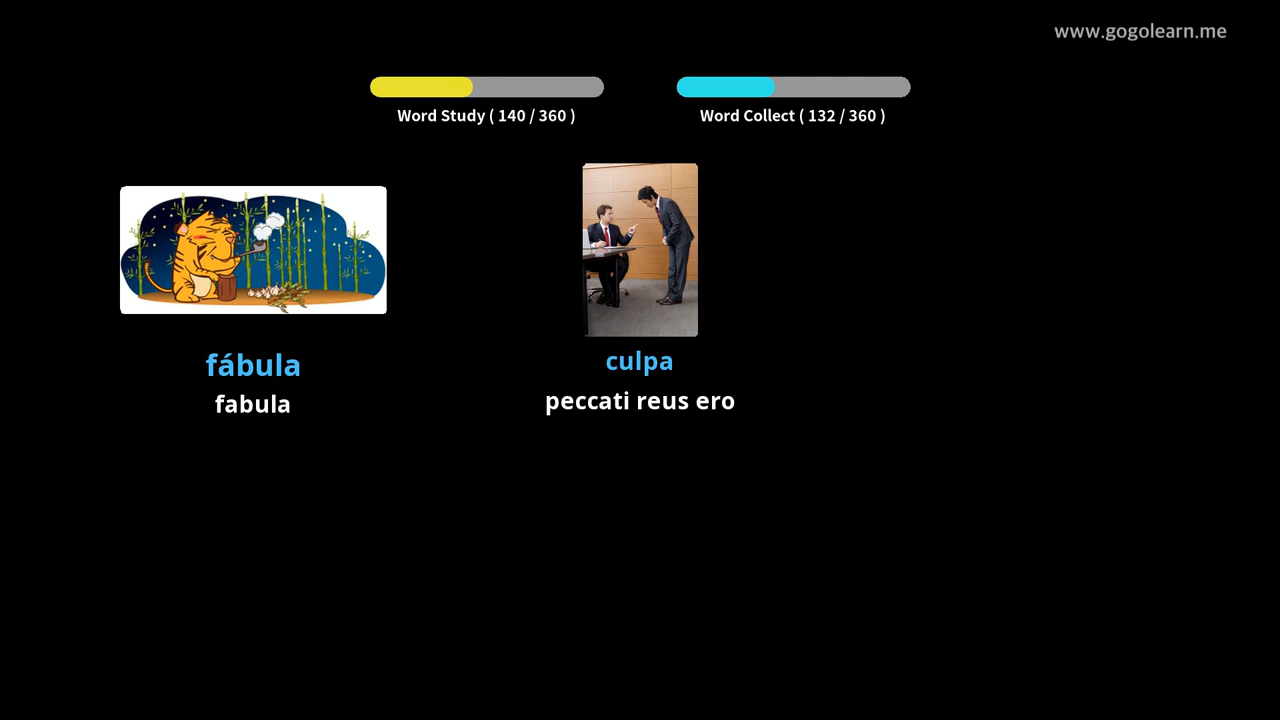 www.gogolearn.me
Word Study ( 140 / 360 )
Word Collect ( 132 / 360 )
fábula
fabula
culpa
peccati reus ero